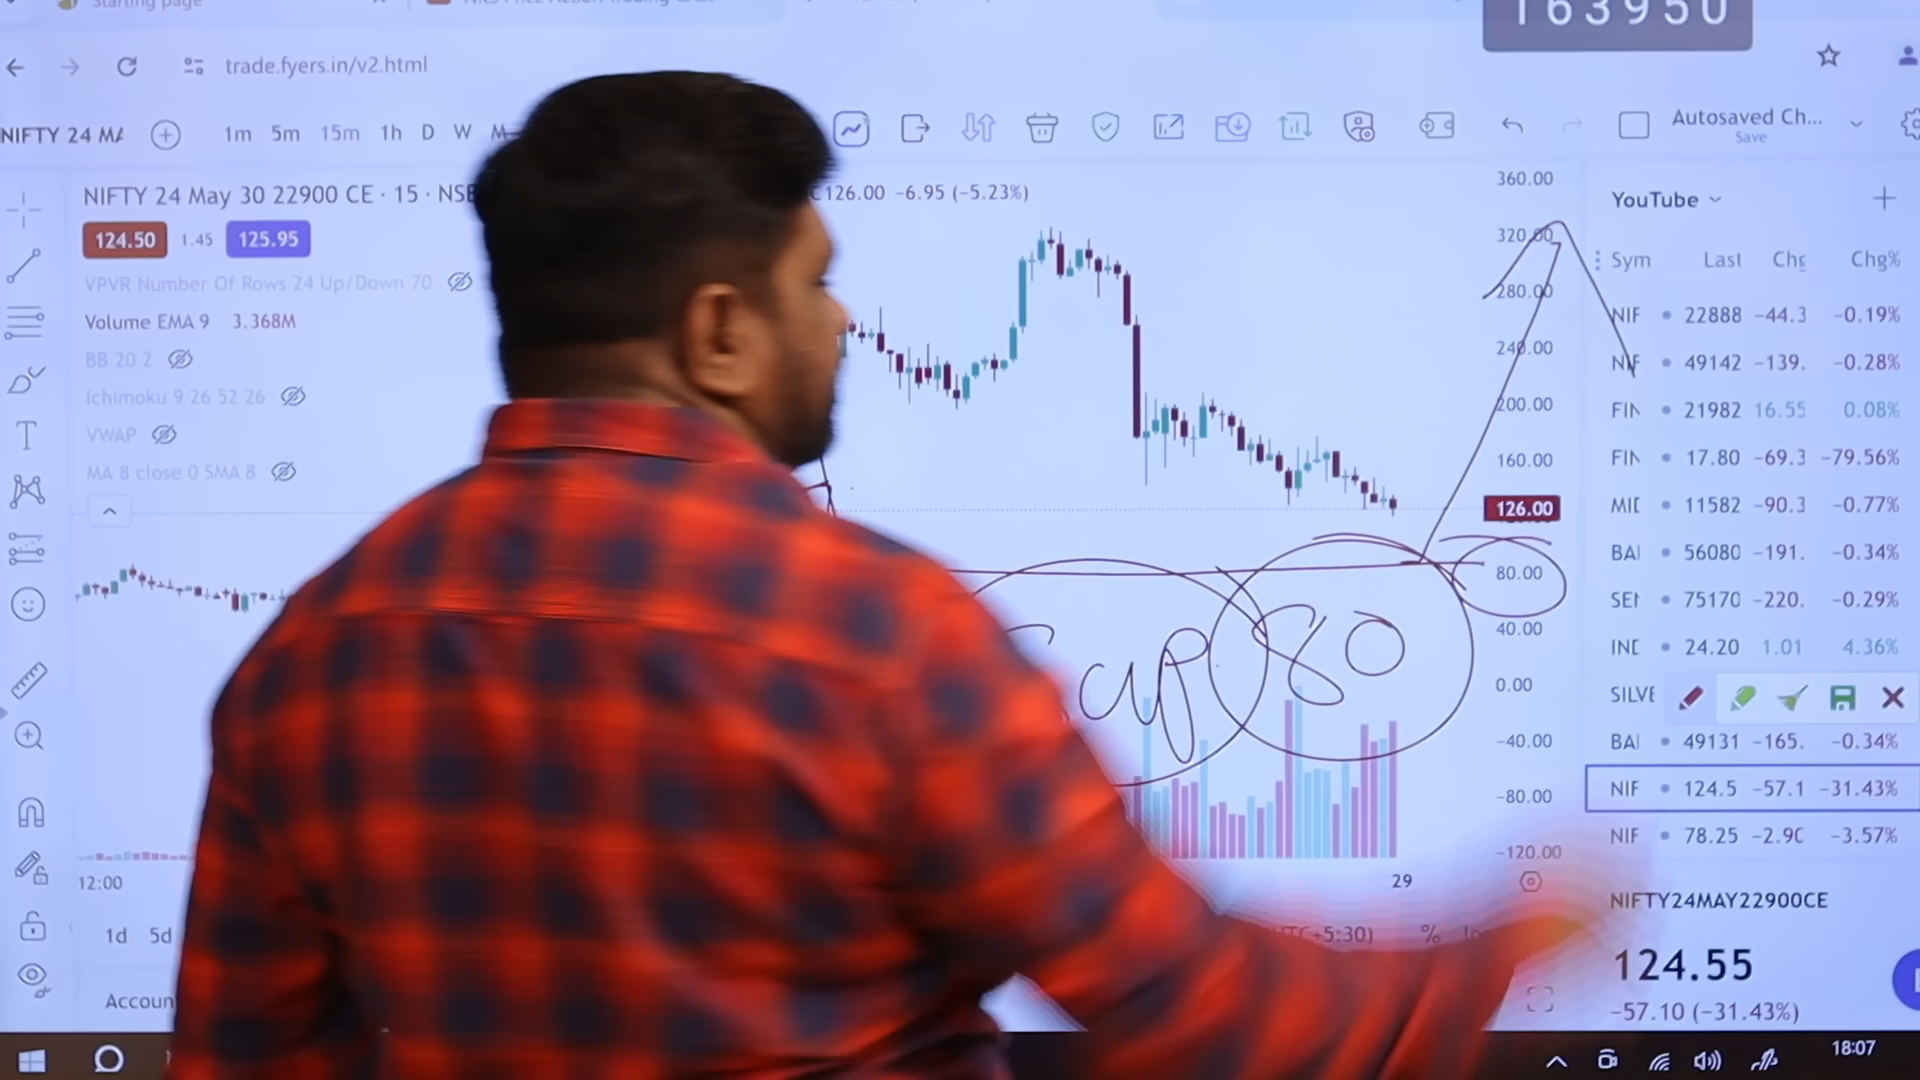 Starting page
163950
trade.fyers.in/v2.html
NIFTY 24 MA
1m 5m 15m 1h D W M
Autosaved Ch...
Save
NIFTY 24 May 30 22900 CE · 15 · NSE
C126.00 −6.95 (−5.23%)
124.50 1.45 125.95
VPVR Number Of Rows 24 Up/Down 70
Volume EMA 9 3.368M
BB 20 2
Ichimoku 9 26 52 26
VWAP
MA 8 close 0 SMA 8
360.00
320.00
280.00
240.00
200.00
160.00
126.00
80.00
40.00
0.00
−40.00
−80.00
−120.00
80
12:00
29
1d 5d
UTC+5:30) %
Accoun
YouTube
Sym Last Chg Chg%
NIF 22888 −44.3 −0.19%
NIF 49142 −139. −0.28%
FIN 21982 16.55 0.08%
FIN 17.80 −69.3 −79.56%
MID 11582 −90.3 −0.77%
BAI 56080 −191. −0.34%
SEN 75170 −220. −0.29%
IND 24.20 1.01 4.36%
SILVE
BAI 49131 −165. −0.34%
NIF 124.5 −57.1 −31.43%
NIF 78.25 −2.90 −3.57%
NIFTY24MAY22900CE
124.55
−57.10 (−31.43%)
18:07